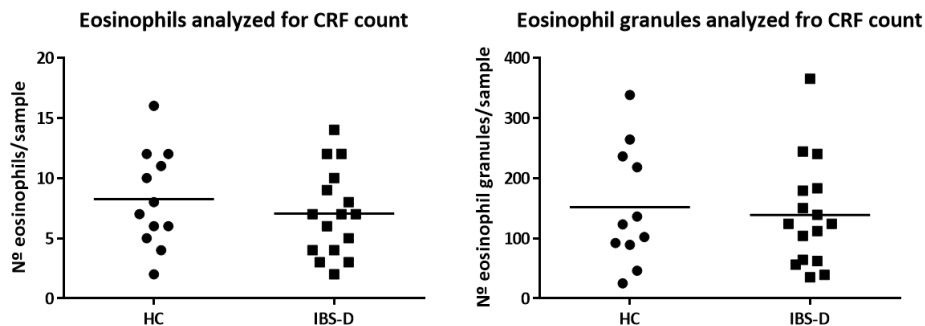 Eosinophils analyzed for CRF count
Nº eosinophils/sample
20
15
10
5
0
HC
IBS-D
Eosinophil granules analyzed fro CRF count
Nº eosinophil granules/sample
400
300
200
100
0
HC
IBS-D